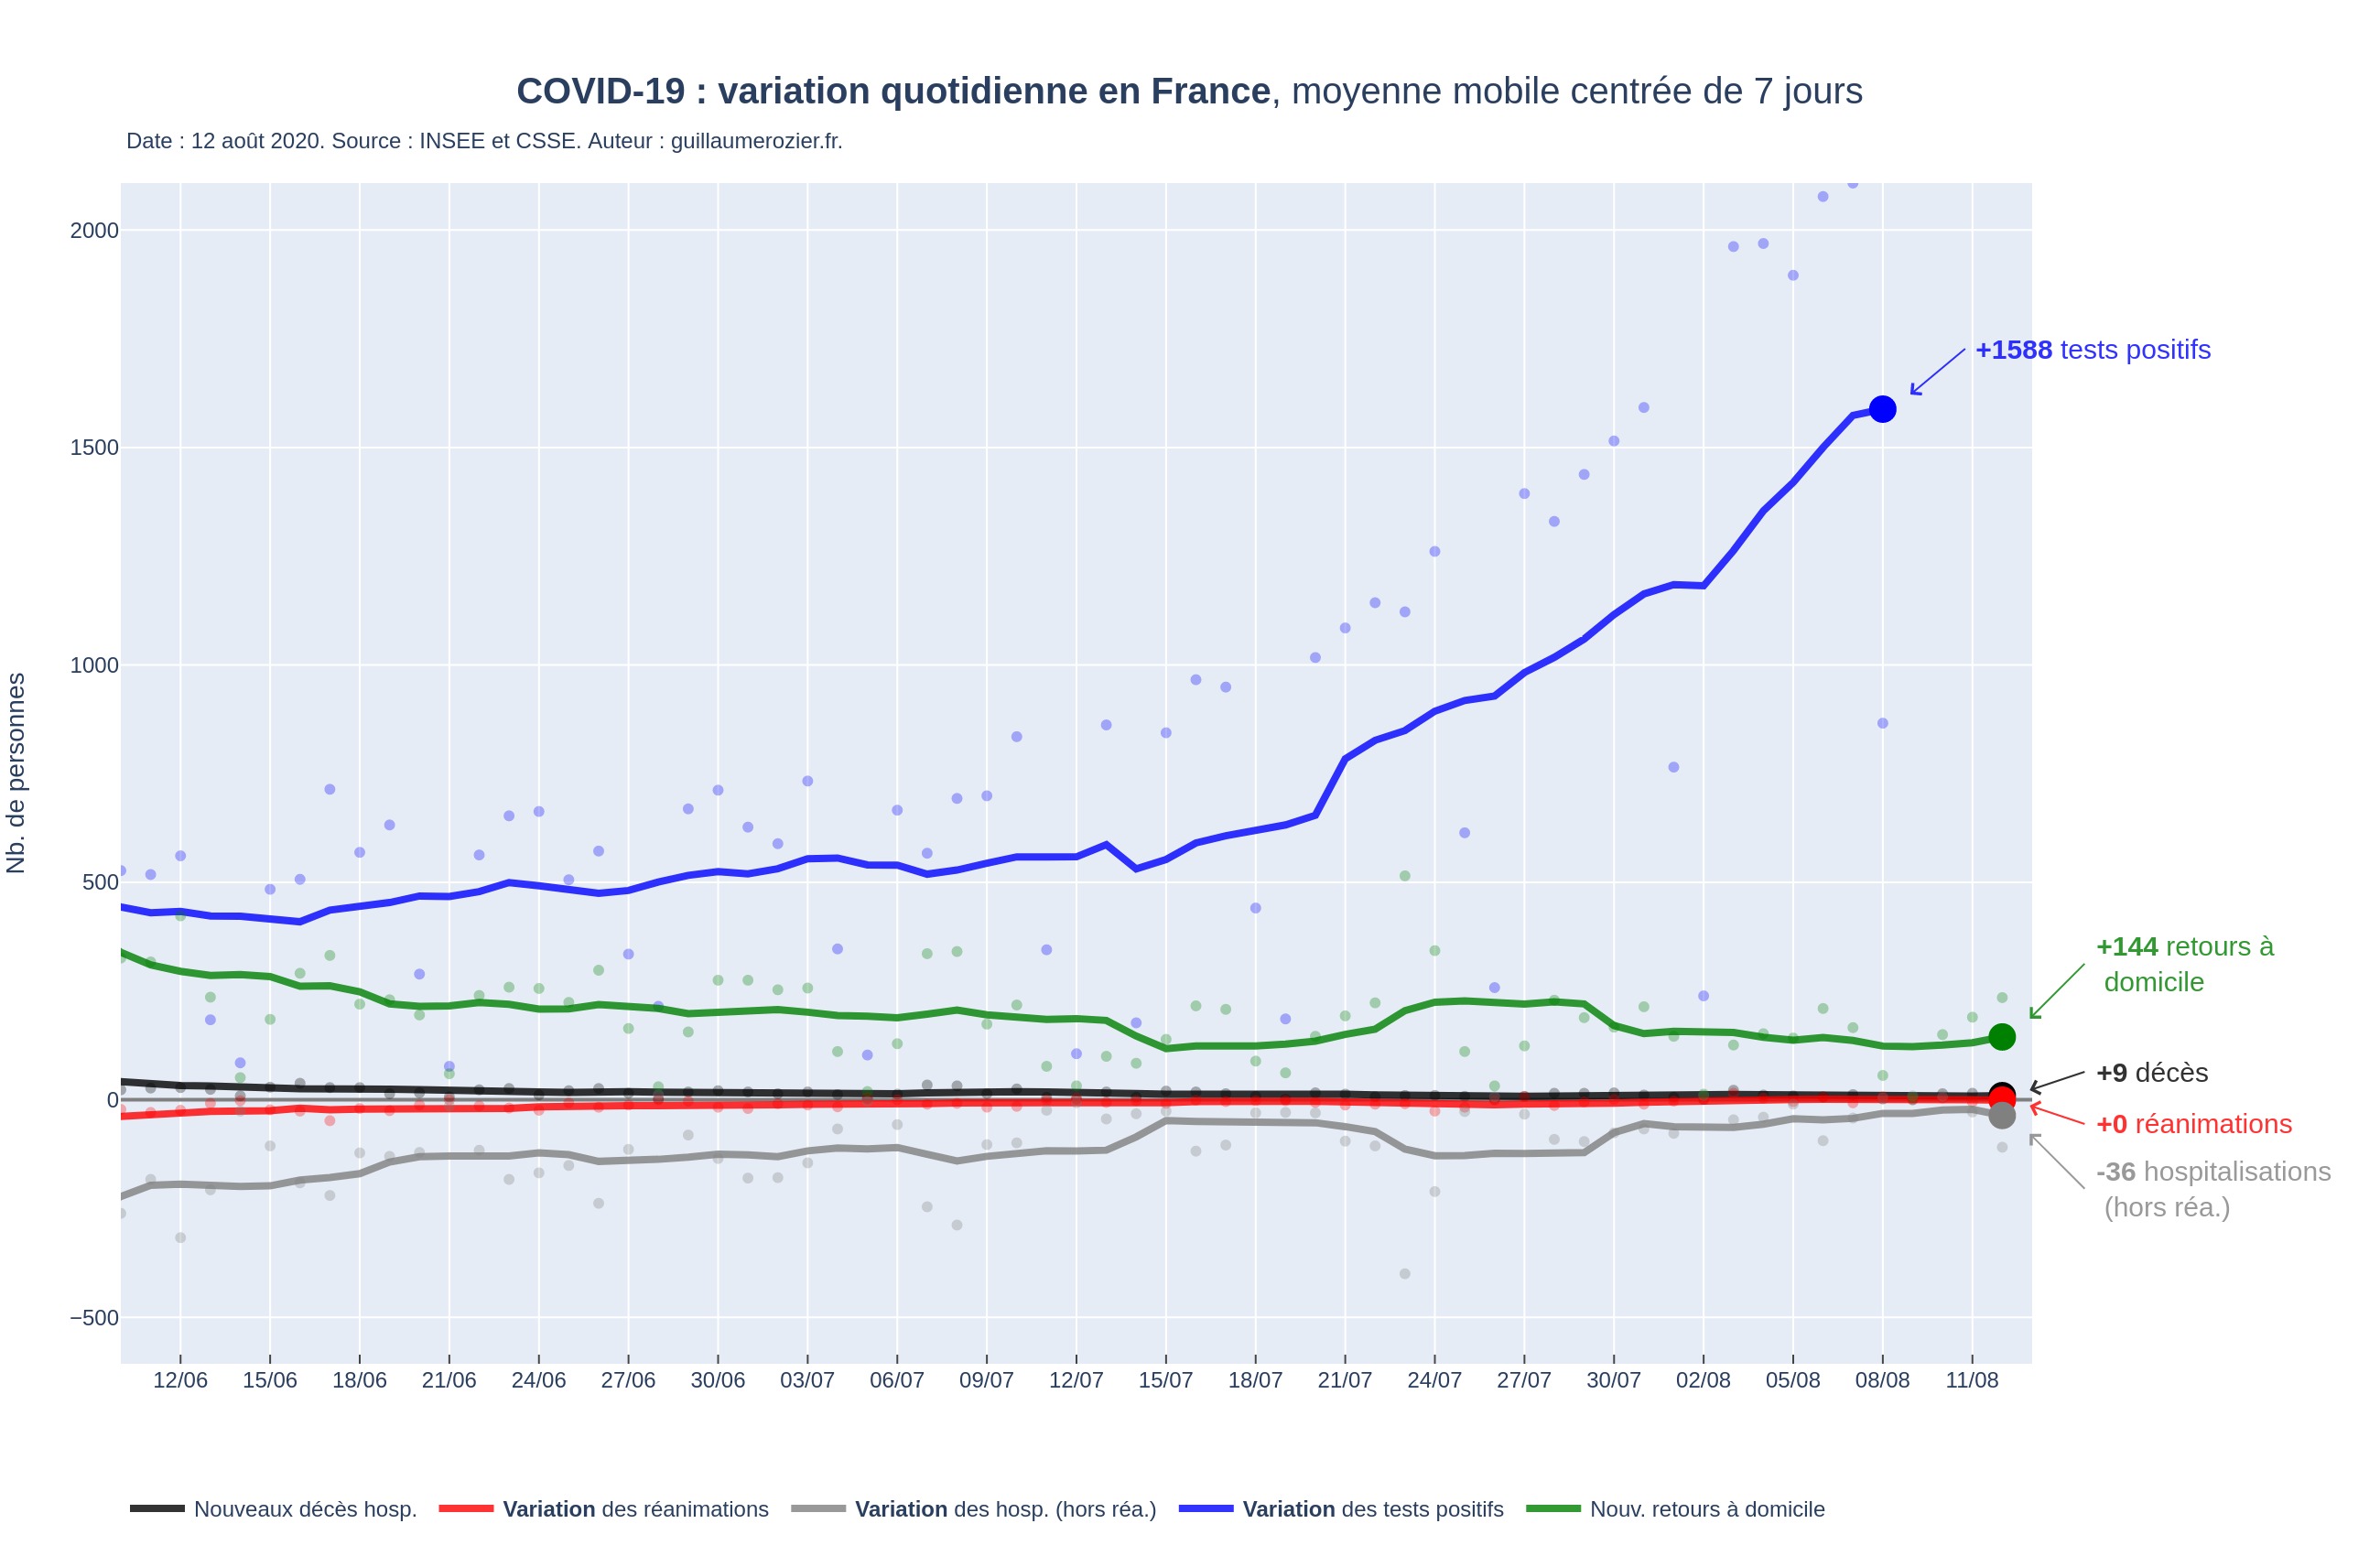 COVID-19 : variation quotidienne en France, moyenne mobile centrée de 7 jours
Date : 12 août 2020. Source : INSEE et CSSE. Auteur : guillaumerozier.fr.
Nb. de personnes
2000
1500
1000
500
0
−500
+1588 tests positifs
+144 retours à
domicile
+9 décès
+0 réanimations
-36 hospitalisations
(hors réa.)
12/06 15/06 18/06 21/06 24/06 27/06 30/06 03/07 06/07 09/07 12/07 15/07 18/07 21/07 24/07 27/07 30/07 02/08 05/08 08/08 11/08
Nouveaux décès hosp. Variation des réanimations Variation des hosp. (hors réa.) Variation des tests positifs Nouv. retours à domicile